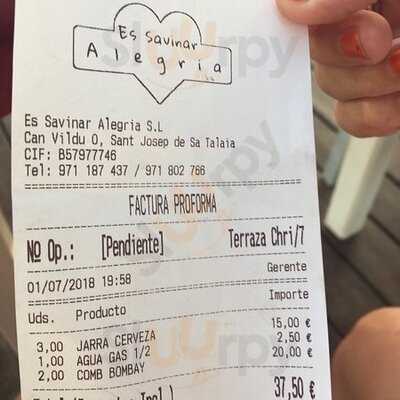 Es Savinar
Alegria
Es Savinar Alegria S.L
Can Vildu 0, Sant Josep de Sa Talaia
CIF: B57977746
Tel: 971 187 437 / 971 802 766
FACTURA PROFORMA
Nº Op.: [Pendiente] Terraza Chri/7
01/07/2018 19:58 Gerente
Uds. Producto Importe
3,00 JARRA CERVEZA 15,00 €
1,00 AGUA GAS 1/2 2,50 €
2,00 COMB BOMBAY 20,00 €
37,50 €
Sluurpy
Sluurpy